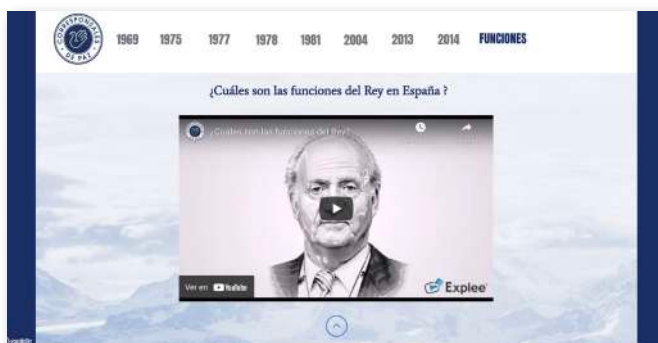 CORRESPONSALES
DE PAZ
1969 1975 1977 1978 1981 2004 2013 2014 FUNCIONES
¿Cuáles son las funciones del Rey en España ?
¿Cuáles son las funciones del Rey?
Ver en YouTube
Explee